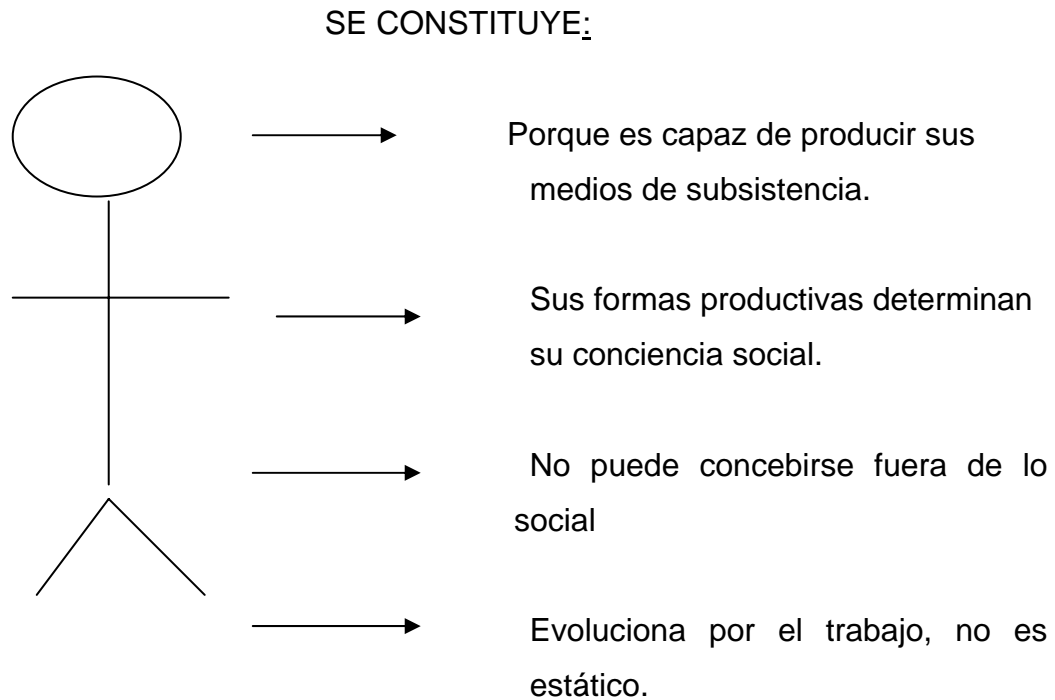 SE CONSTITUYE:
Porque es capaz de producir sus
medios de subsistencia.
Sus formas productivas determinan
su conciencia social.
No puede concebirse fuera de lo
social
Evoluciona por el trabajo, no es
estático.